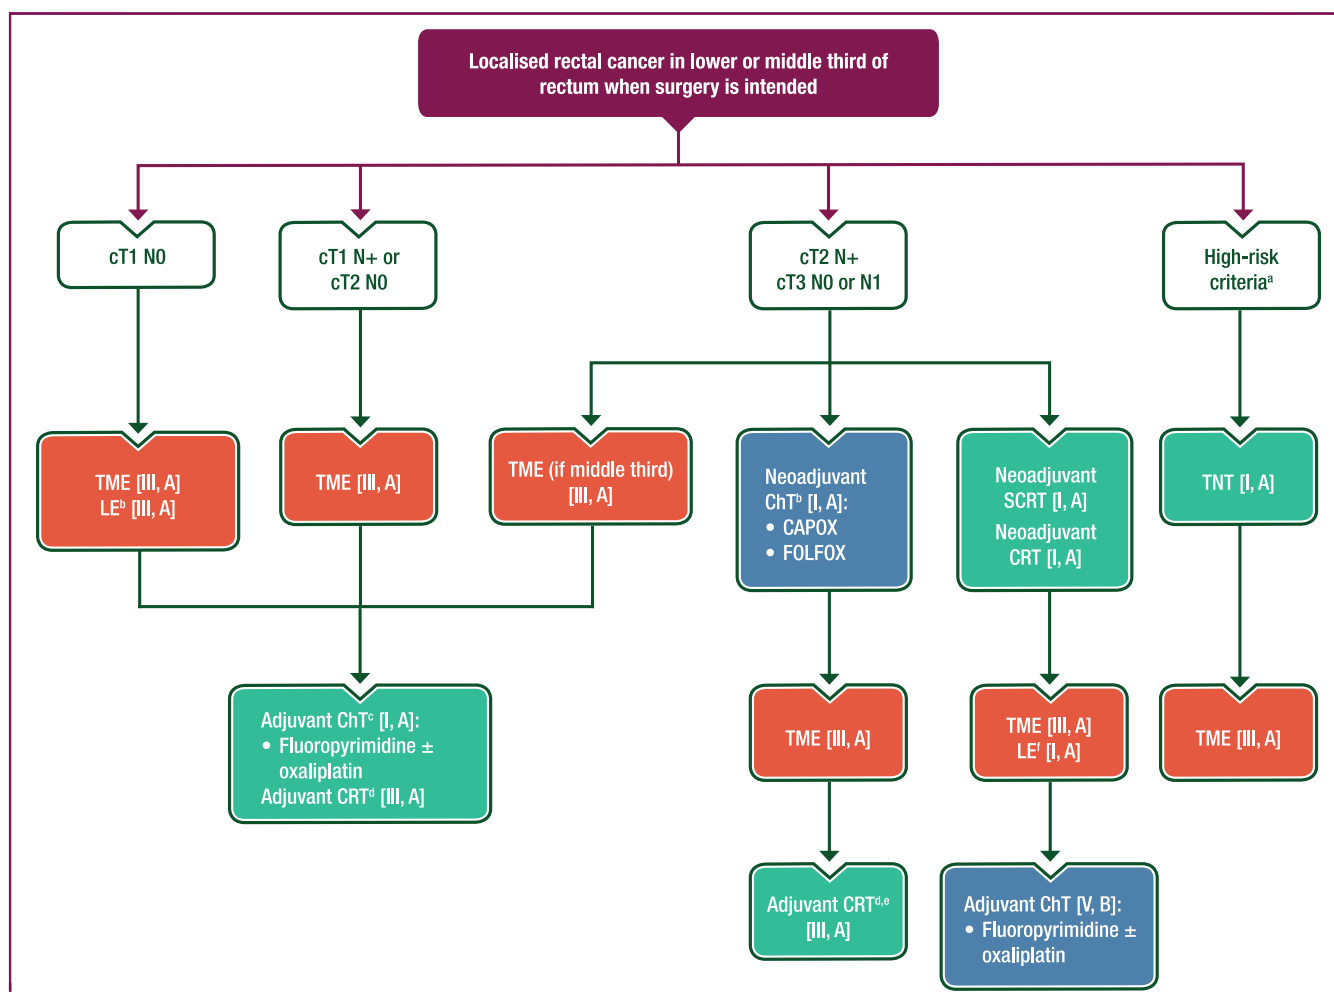 Localised rectal cancer in lower or middle third of
rectum when surgery is intended
cT1 N0
cT1 N+ or
cT2 N0
cT2 N+
cT3 N0 or N1
High-risk
criteriaᵃ
TME [III, A]
LEᵇ [III, A]
TME [III, A]
TME (if middle third)
[III, A]
Neoadjuvant
ChTᵇ [I, A]:
• CAPOX
• FOLFOX
Neoadjuvant
SCRT [I, A]
Neoadjuvant
CRT [I, A]
TNT [I, A]
Adjuvant ChTᶜ [I, A]:
• Fluoropyrimidine ±
oxaliplatin
Adjuvant CRTᵈ [III, A]
TME [III, A]
TME [III, A]
LEᶠ [I, A]
TME [III, A]
Adjuvant CRTᵈ,ᵉ
[III, A]
Adjuvant ChT [V, B]:
• Fluoropyrimidine ±
oxaliplatin